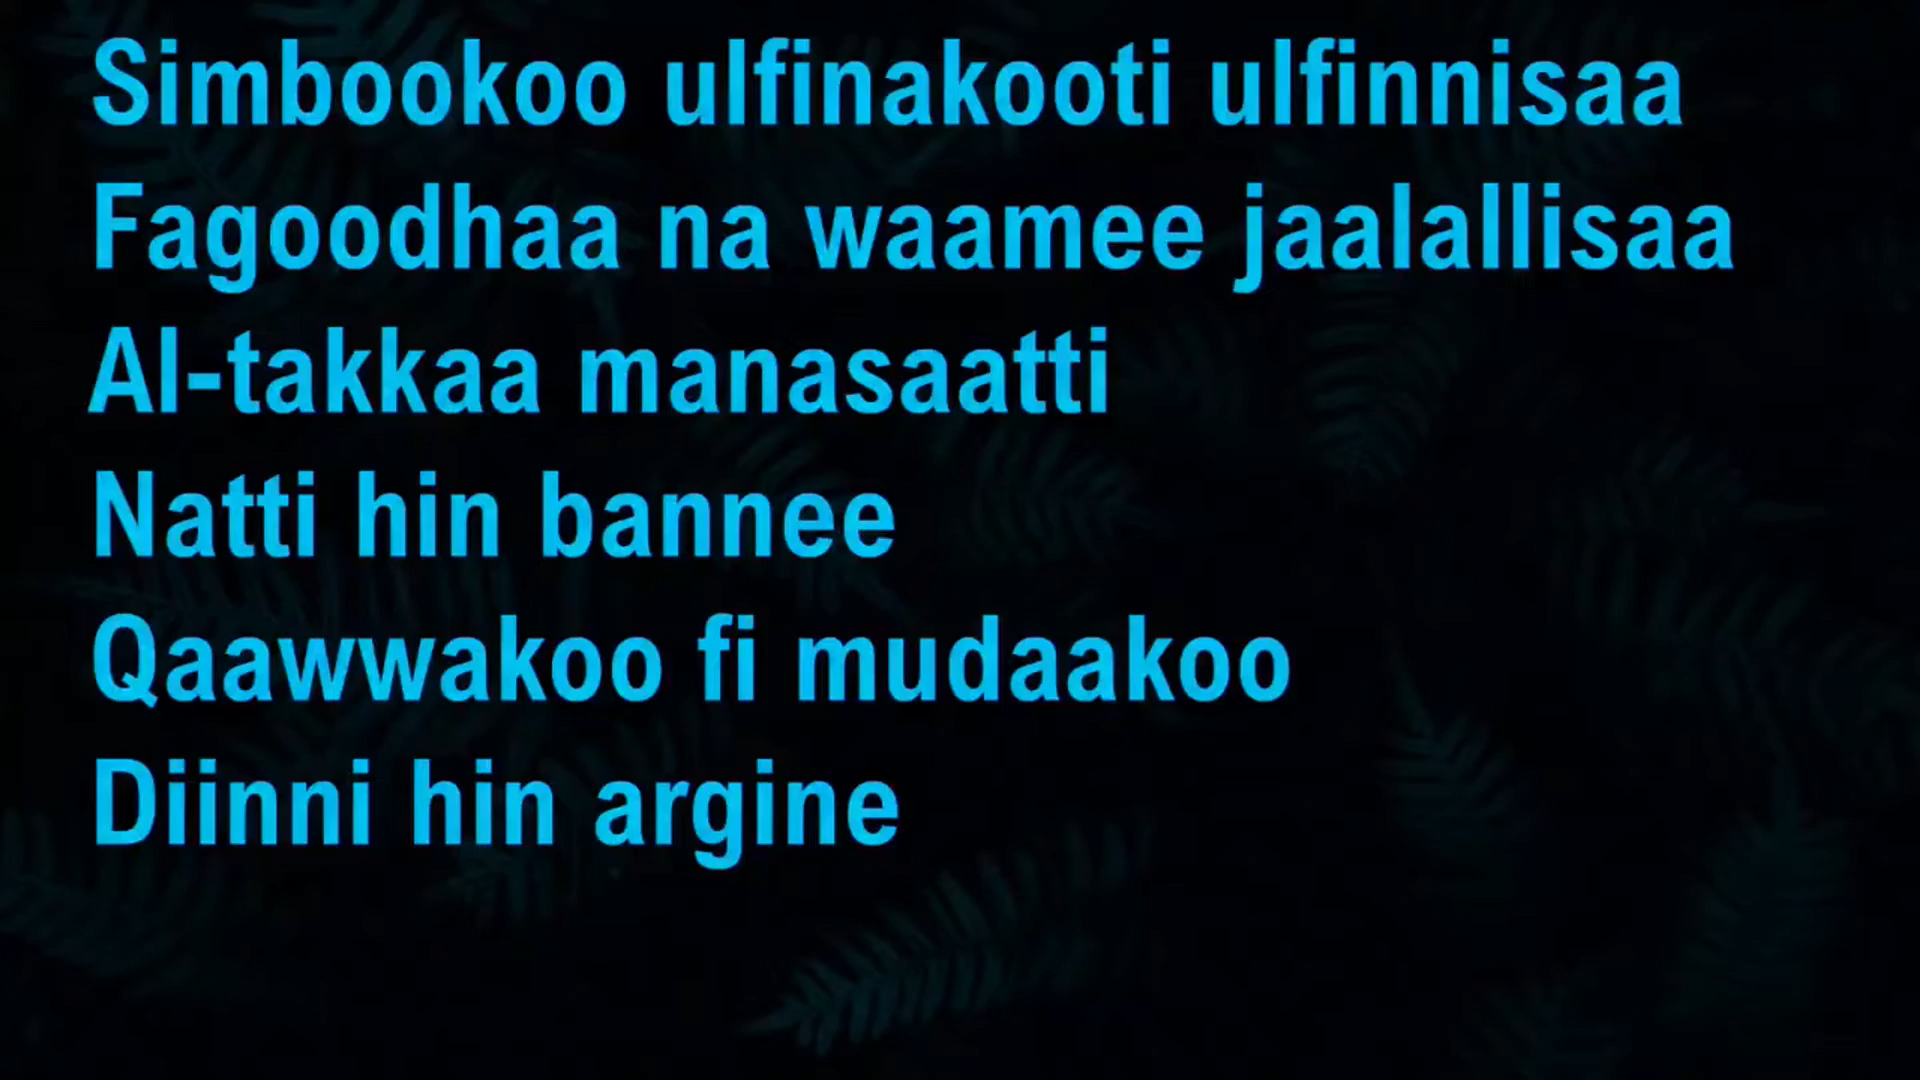 Simbookoo ulfinakooti ulfinnisaa
Fagoodhaa na waamee jaalallisaa
Al-takkaa manasaatti
Natti hin bannee
Qaawwakoo fi mudaakoo
Diinni hin argine